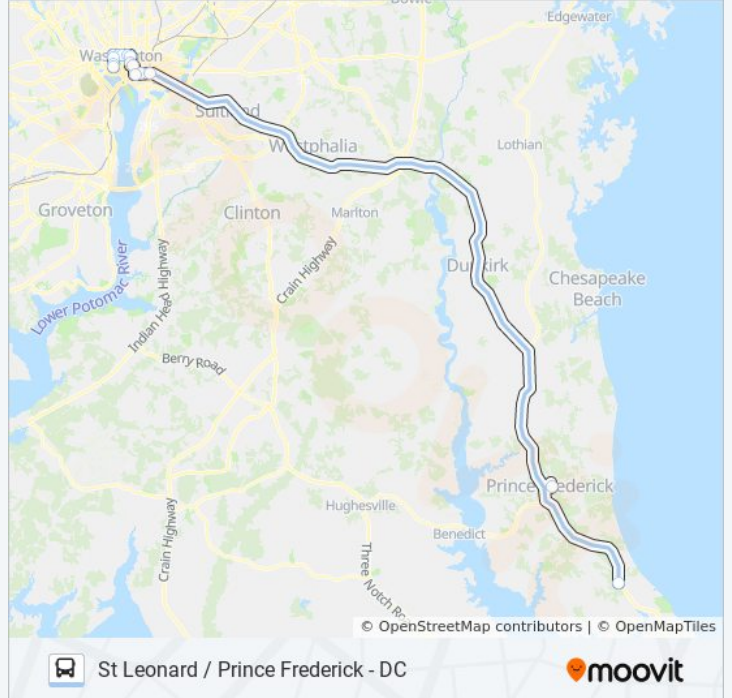 Bowie
Edgewater
Washington
Suitland
Westphalia
Lothian
Groveton
Clinton
Marlton
Lower Potomac River
Indian Head Highway
Crain Highway
Dunkirk
Chesapeake
Beach
Berry Road
Prince Frederick
Hughesville
Benedict
Crain Highway
Three Notch Road
© OpenStreetMap contributors | © OpenMapTiles
St Leonard / Prince Frederick - DC
moovit